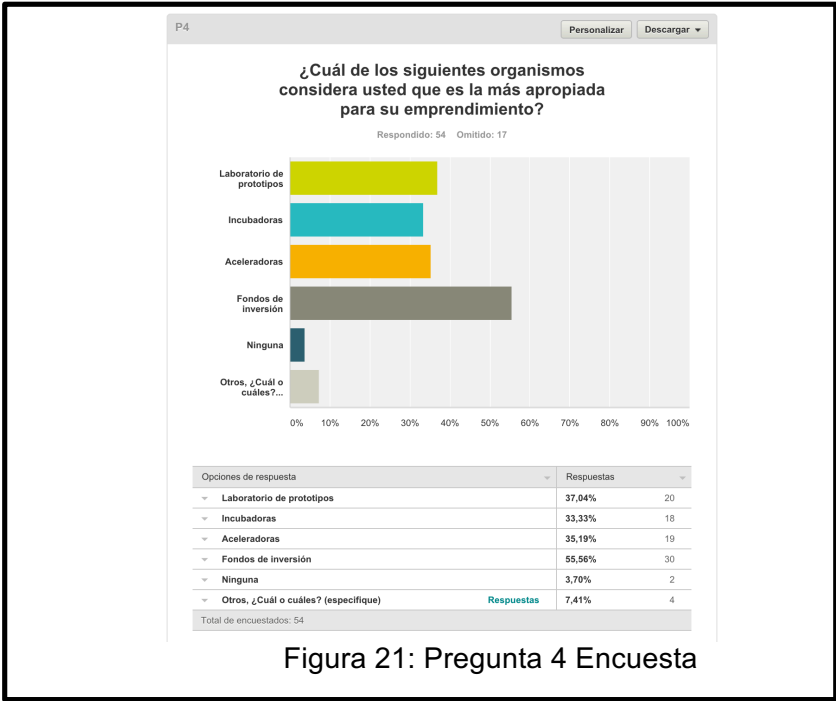 P4
Personalizar
Descargar
¿Cuál de los siguientes organismos
considera usted que es la más apropiada
para su emprendimiento?
Respondido: 54 Omitido: 17
Laboratorio de
prototipos
Incubadoras
Aceleradoras
Fondos de
inversión
Ninguna
Otros, ¿Cuál o
cuáles?...
0% 10% 20% 30% 40% 50% 60% 70% 80% 90% 100%
Opciones de respuesta Respuestas
Laboratorio de prototipos 37,04% 20
Incubadoras 33,33% 18
Aceleradoras 35,19% 19
Fondos de inversión 55,56% 30
Ninguna 3,70% 2
Otros, ¿Cuál o cuáles? (especifique) Respuestas 7,41% 4
Total de encuestados: 54
Figura 21: Pregunta 4 Encuesta